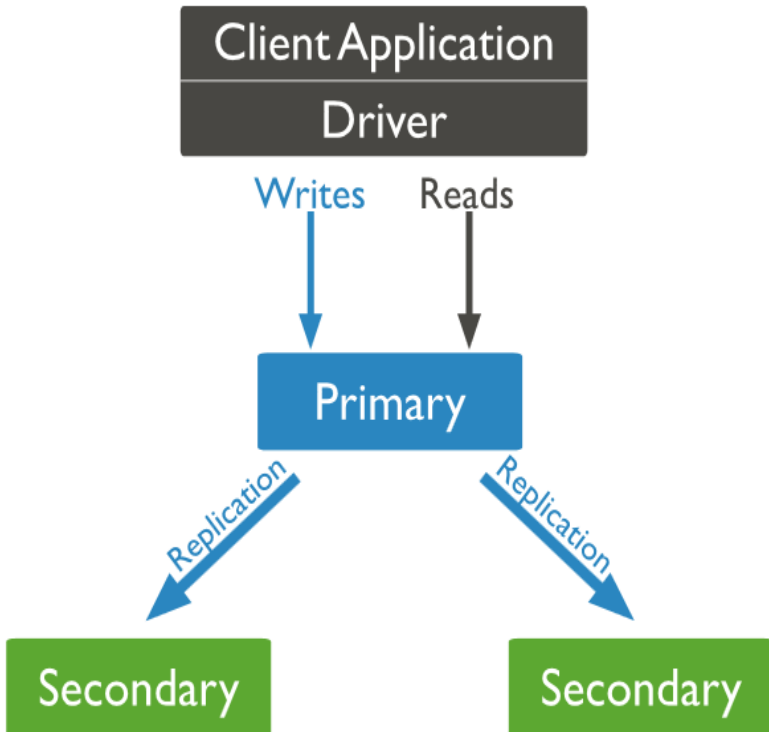 Client Application
Driver
Writes
Reads
Primary
Replication
Replication
Secondary
Secondary